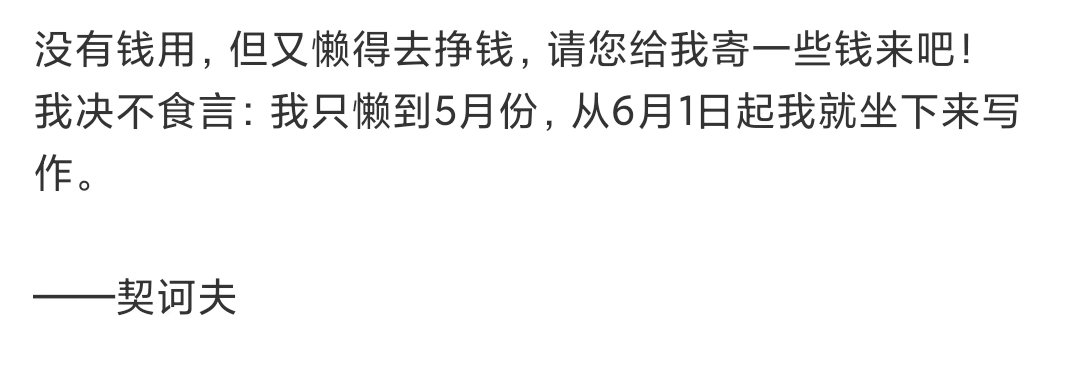 没有钱用，但又懒得去挣钱，请您给我寄一些钱来吧！
我决不食言：我只懒到5月份，从6月1日起我就坐下来写
作。
——契诃夫